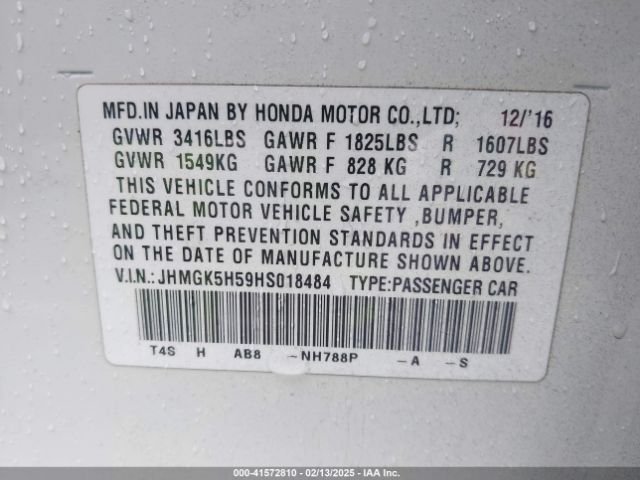 MFD.IN JAPAN BY HONDA MOTOR CO.,LTD; 12/'16
GVWR 3416LBS GAWR F 1825LBS R 1607LBS
GVWR 1549KG GAWR F 828 KG R 729 KG
THIS VEHICLE CONFORMS TO ALL APPLICABLE
FEDERAL MOTOR VEHICLE SAFETY ,BUMPER,
AND THEFT PREVENTION STANDARDS IN EFFECT
ON THE DATE OF MANUFACTURE SHOWN ABOVE.
V.I.N.: JHMGK5H59HS018484 TYPE:PASSENGER CAR
T4S H AB8 -NH788P -A -S
000-41572810 - 02/13/2025 - IAA Inc.